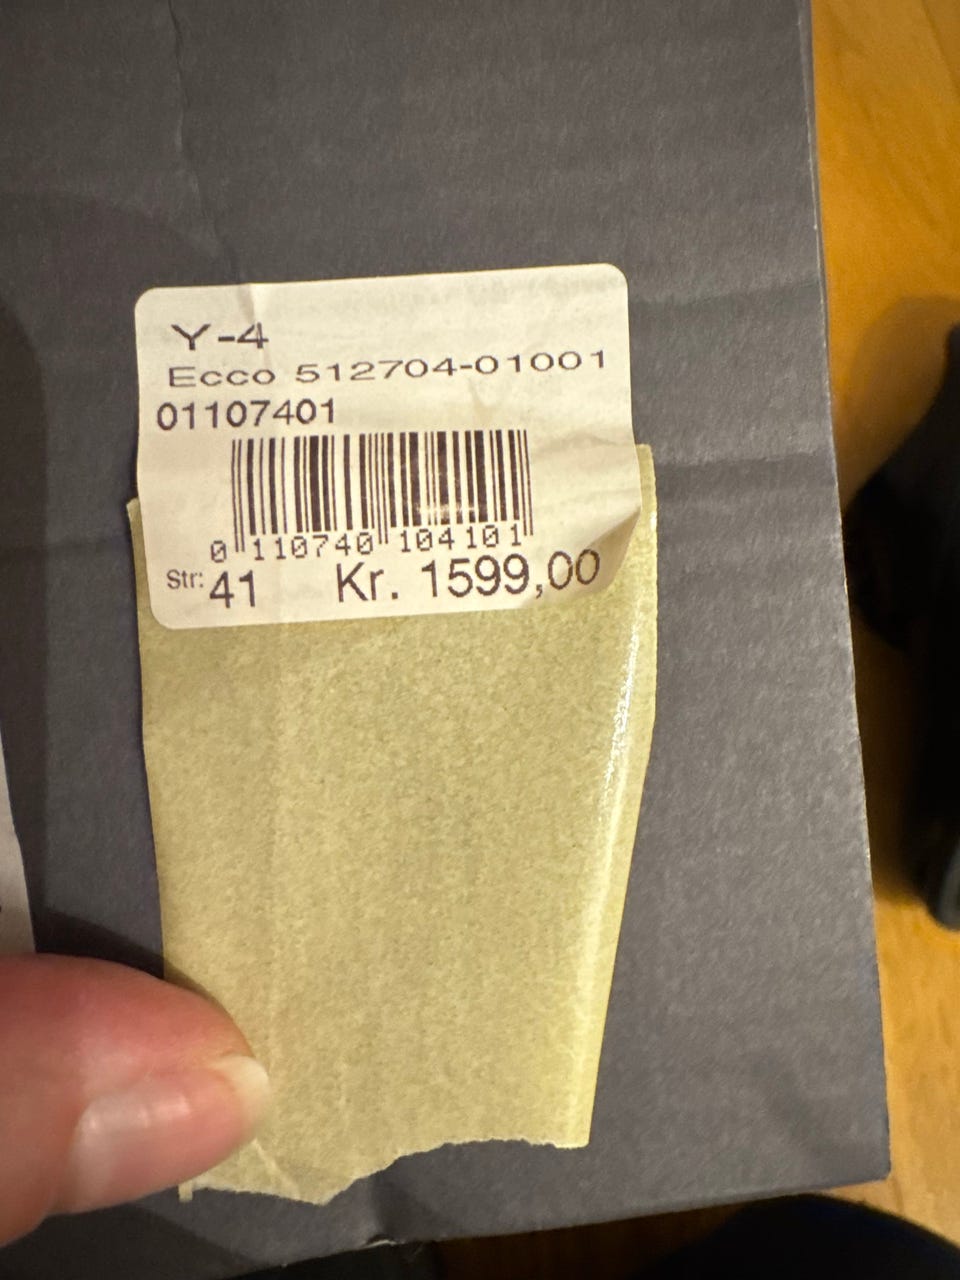 Y-4
Ecco 512704-01001
01107401
0 110740 104101
Str: 41 Kr. 1599,00